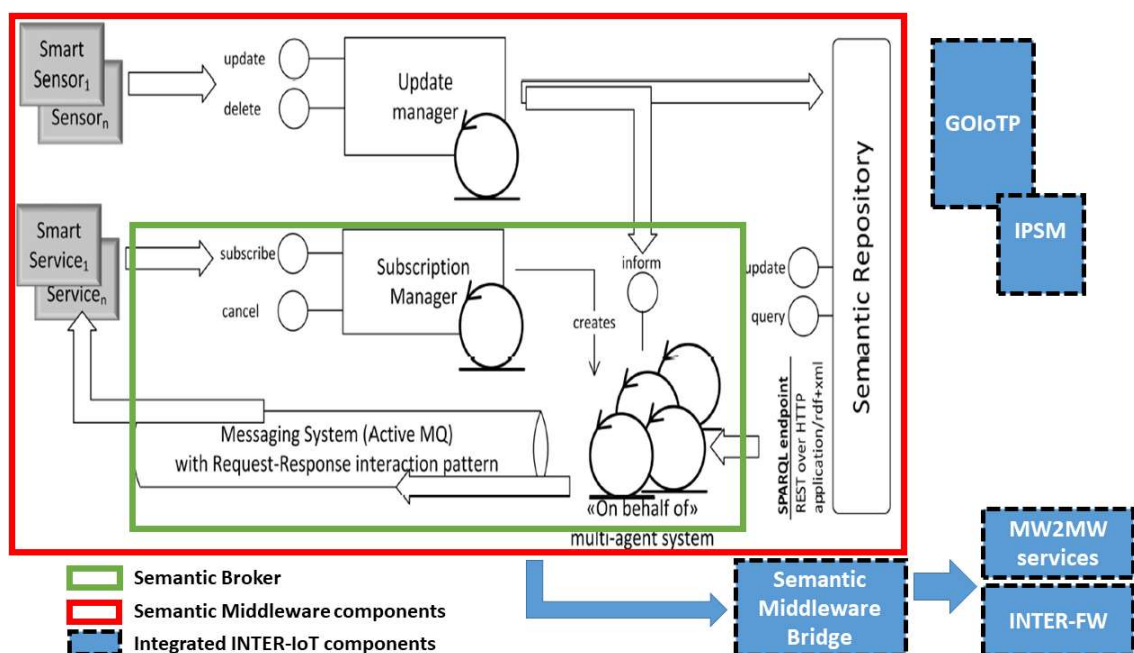 Smart
Sensor1
Sensorn
update
delete
Update
manager
Smart
Service1
Servicen
subscribe
cancel
Subscription
Manager
inform
creates
update
query
SPARQL endpoint
REST over HTTP
application/rdf+xml
Semantic Repository
Messaging System (Active MQ)
with Request-Response interaction pattern
«On behalf of»
multi-agent system
GOIoTP
IPSM
MW2MW
services
INTER-FW
Semantic
Middleware
Bridge
Semantic Broker
Semantic Middleware components
Integrated INTER-IoT components